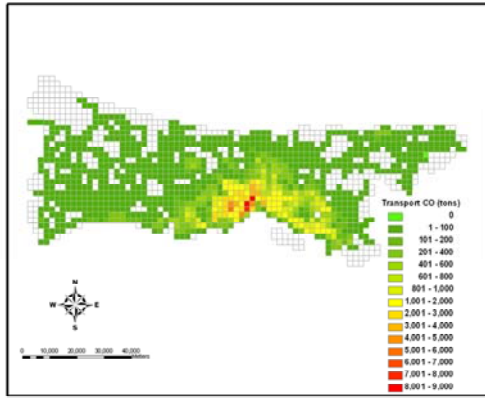 Transport CO (tons)
0
1 - 100
101 - 200
201 - 400
401 - 600
601 - 800
801 - 1,000
1,001 - 2,000
2,001 - 3,000
3,001 - 4,000
4,001 - 5,000
5,001 - 6,000
6,001 - 7,000
7,001 - 8,000
8,001 - 9,000
N
W E
S
0 10,000 20,000 30,000 40,000
Meters